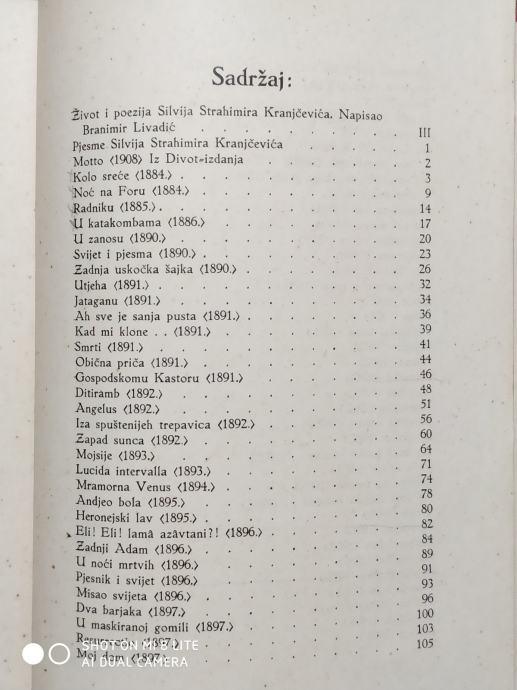 Sadržaj:
Život i poezija Silvija Strahimira Kranjčevića. Napisao
Branimir Livadić . . . . . . . . . III
Pjesme Silvija Strahimira Kranjčevića . . . . . 1
Motto (1908) Iz Divot-izdanja . . . . . . 2
Kolo sreće (1884.) . . . . . . . . . 3
Noć na Foru (1884.) . . . . . . . . 9
Radniku (1885.) . . . . . . . . . 14
U katakombama (1886.) . . . . . . . 17
U zanosu (1890.) . . . . . . . . . 20
Svijet i pjesma (1890.) . . . . . . . . 23
Zadnja uskočka šajka (1890.) . . . . . . 26
Utjeha (1891.) . . . . . . . . . 32
Jataganu (1891.) . . . . . . . . . 34
Ah sve je sanja pusta (1891.) . . . . . . 36
Kad mi klone . . (1891.) . . . . . . . 39
Smrti (1891.) . . . . . . . . . 41
Obična priča (1891.) . . . . . . . . 44
Gospodskomu Kastoru (1891.) . . . . . . 46
Ditiramb (1892.) . . . . . . . . . 48
Angelus (1892.) . . . . . . . . . 51
Iza spuštenijeh trepavica (1892.) . . . . . . 56
Zapad sunca (1892.) . . . . . . . . 60
Mojsije (1893.) . . . . . . . . . 64
Lucida intervalla (1893.) . . . . . . . 71
Mramorna Venus (1894.) . . . . . . . 74
Andjeo bola (1895.) . . . . . . . . 78
Heronejski lav (1895.) . . . . . . . . 80
Eli! Eli! lamâ azâvtani?! (1896.) . . . . . . 82
Zadnji Adam (1896.) . . . . . . . . 84
U noći mrtvih (1896.) . . . . . . . . 89
Pjesnik i svijet (1896.) . . . . . . . . 91
Misao svijeta (1896.) . . . . . . . . 93
Dva barjaka (1897.) . . . . . . . . 96
U maskiranoj gomili (1897.) . . . . . . . 100
(1897.) . . . . . . . . 103
Moj dom (1897.) . . . . . . . . 105
SHOT ON MI 8 LITE
AI DUAL CAMERA